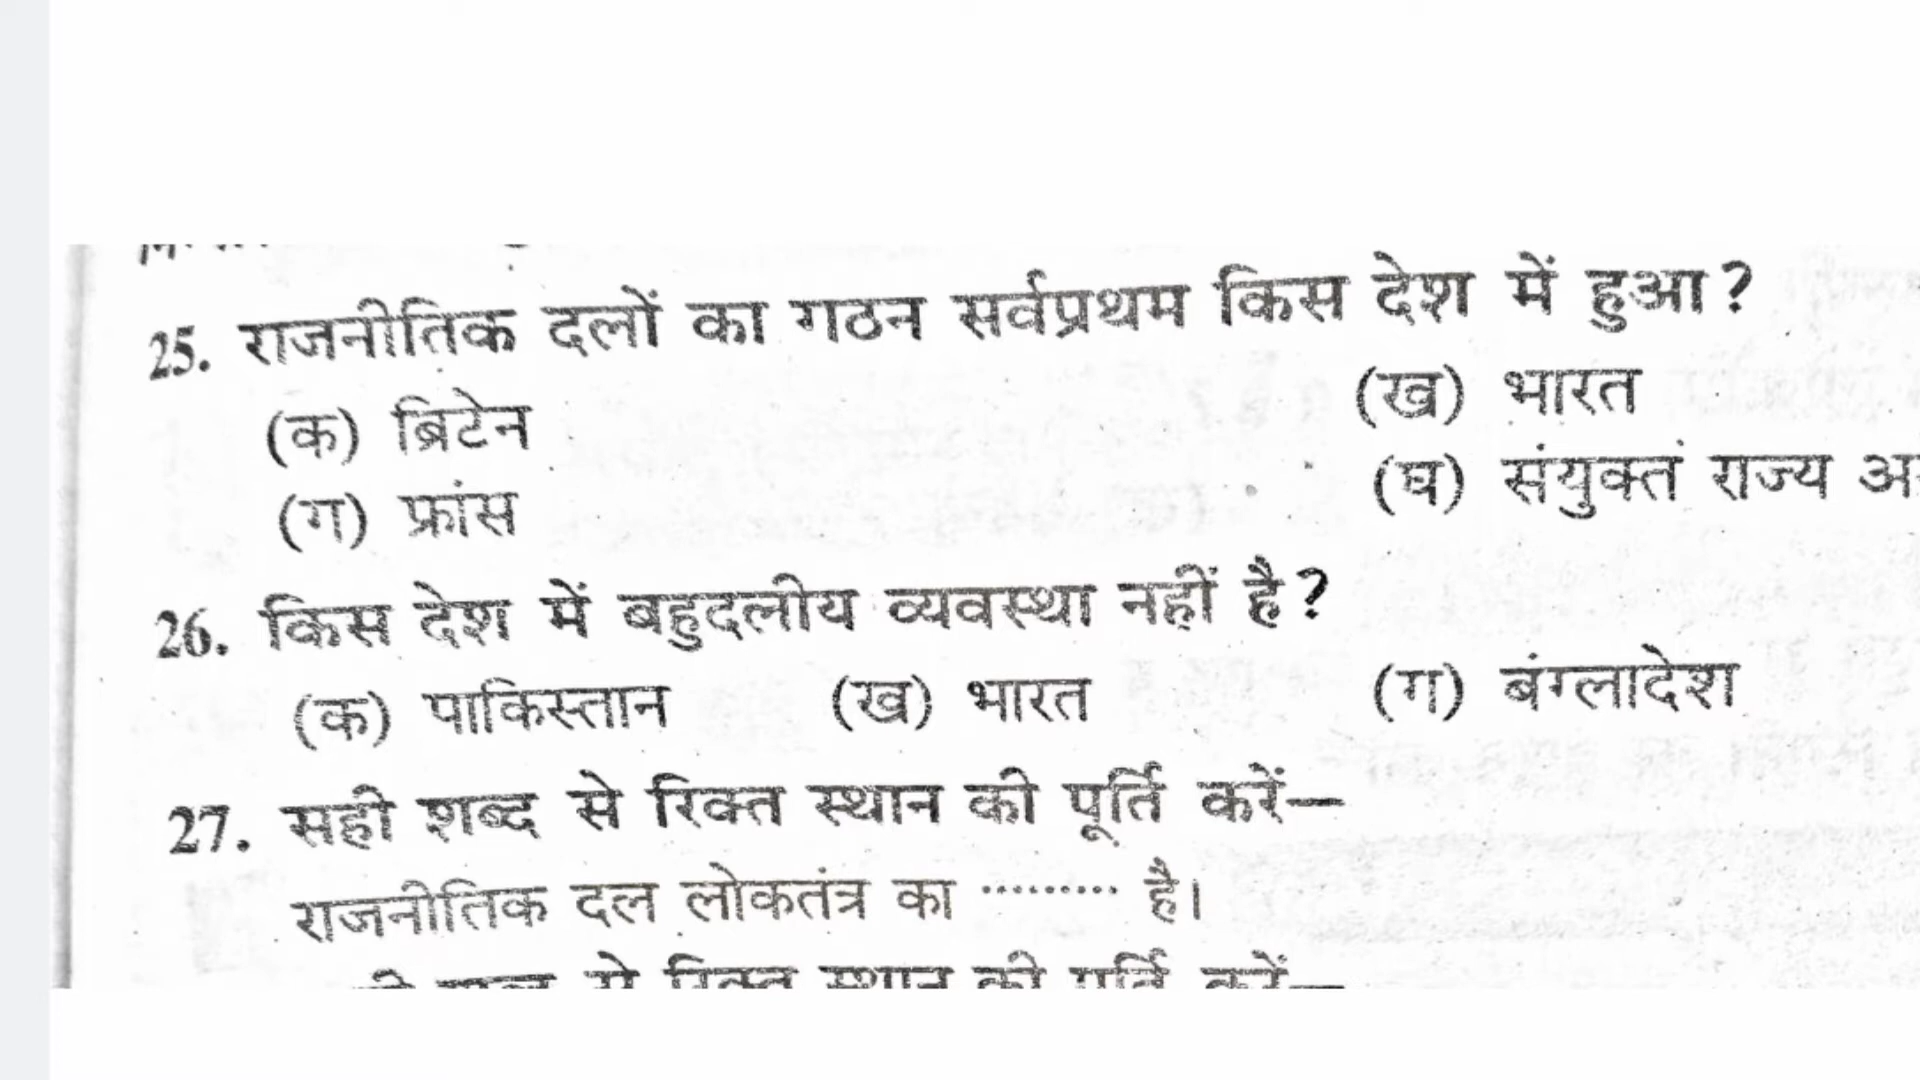 25. राजनीतिक दलों का गठन सर्वप्रथम किस देश में हुआ?
(क) ब्रिटेन (ख) भारत
(ग) फ्रांस (घ) संयुक्त राज्य
26. किस देश में बहुदलीय व्यवस्था नहीं है?
(क) पाकिस्तान (ख) भारत (ग) बंग्लादेश
27. सही शब्द से रिक्त स्थान की पूर्ति करें—
राजनीतिक दल लोकतंत्र का ......... है।
से रिक्त स्थान की पूर्ति करें—